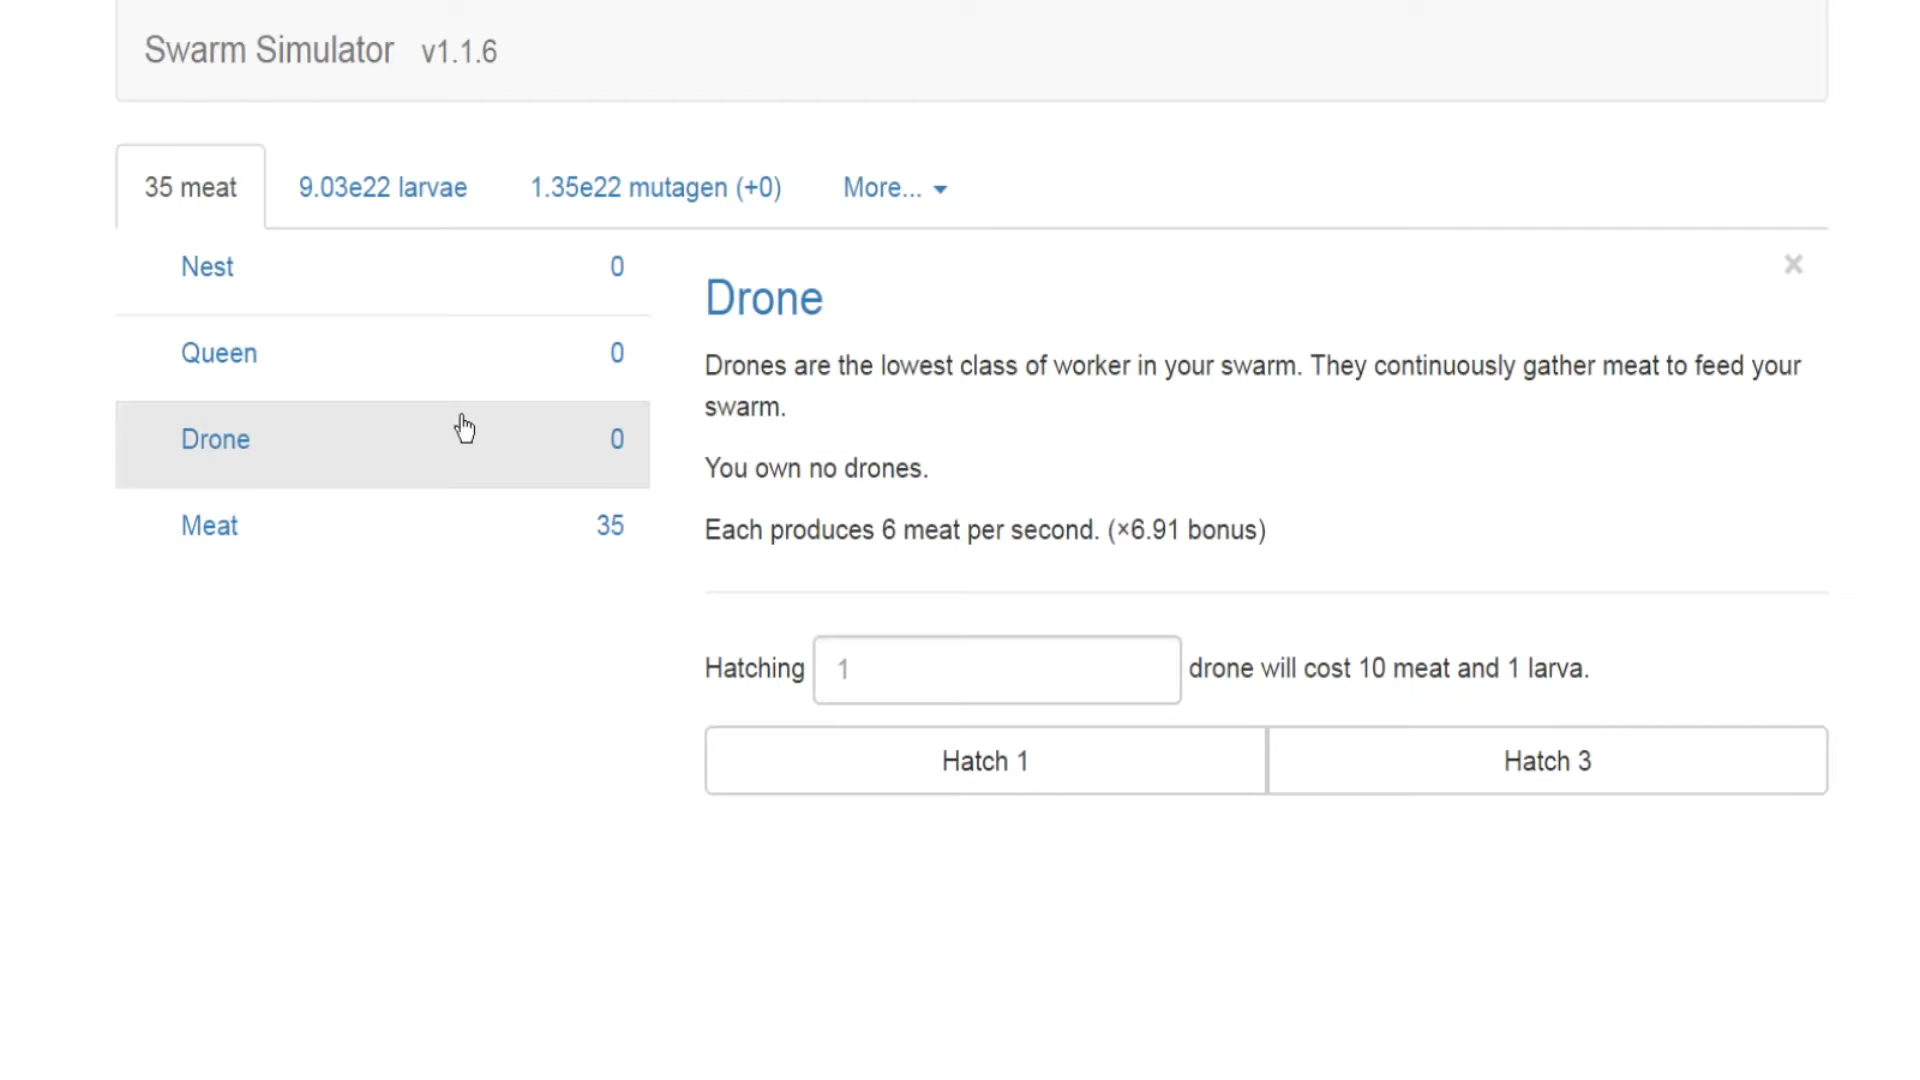 Swarm Simulator v1.1.6
35 meat 9.03e22 larvae 1.35e22 mutagen (+0) More...
Nest 0
Queen 0
Drone 0
Meat 35
×
Drone
Drones are the lowest class of worker in your swarm. They continuously gather meat to feed your
swarm.
You own no drones.
Each produces 6 meat per second. (×6.91 bonus)
Hatching 1 drone will cost 10 meat and 1 larva.
Hatch 1 Hatch 3